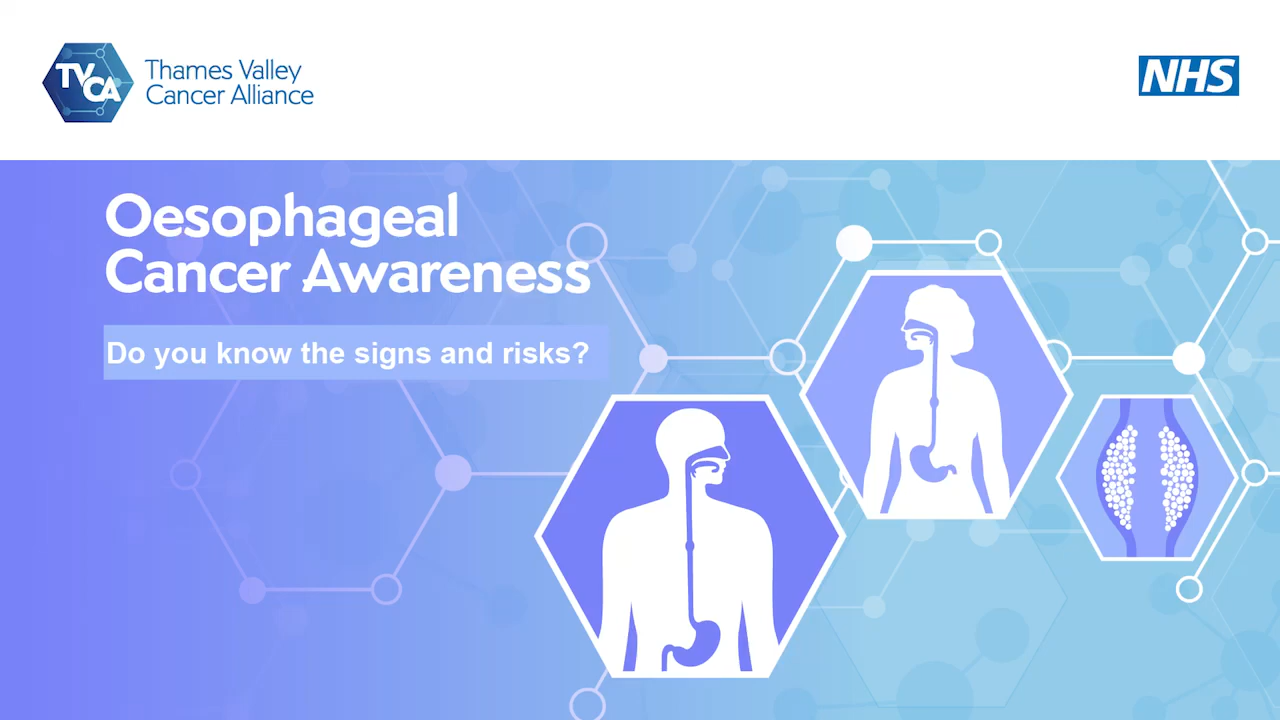 TVCA
Thames Valley
Cancer Alliance
NHS
Oesophageal
Cancer Awareness
Do you know the signs and risks?